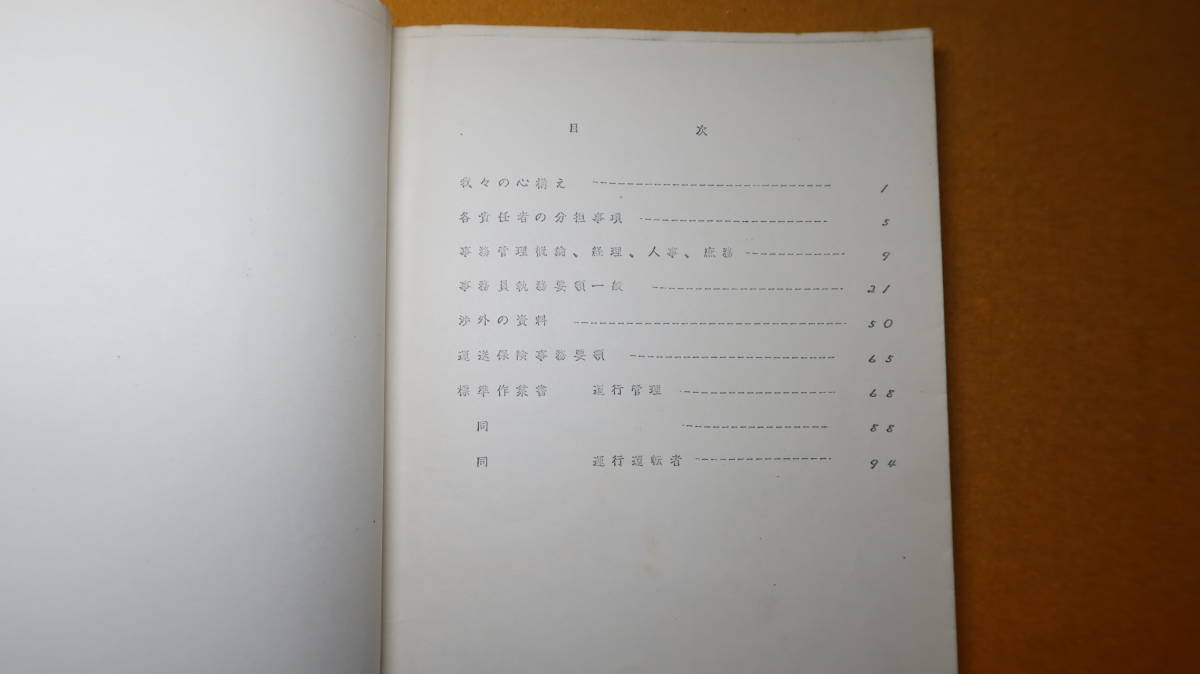 目 次
我々の心構え 1
各責任者の分担事項 5
事務管理概論、経理、人事、庶務 9
事務員執務要領一般 21
渉外の資料 50
運送保険事務要領 65
標準作業書 運行管理 68
同 88
同 運行運転者 94